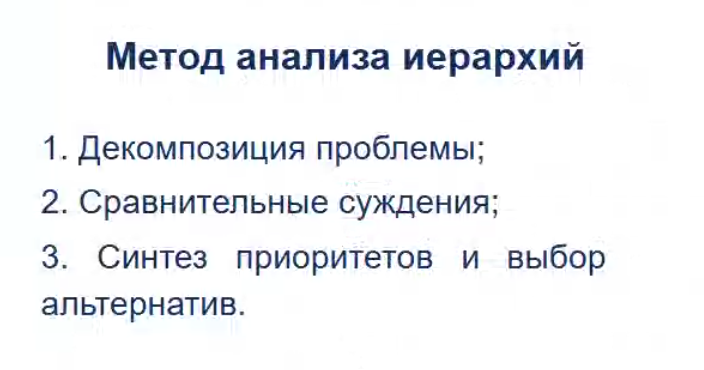 Метод анализа иерархий
1. Декомпозиция проблемы;
2. Сравнительные суждения;
3. Синтез приоритетов и выбор
альтернатив.